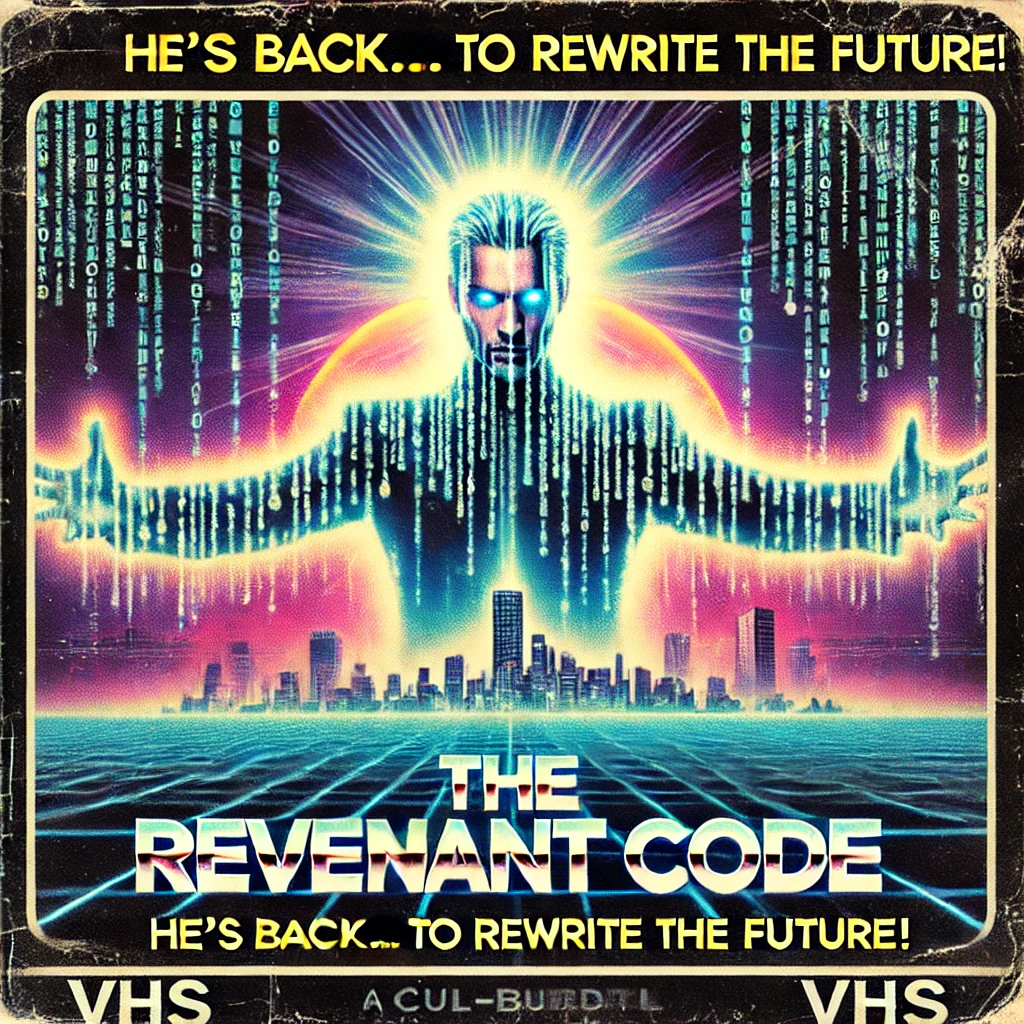 HE'S BACK... TO REWRITE THE FUTURE!
THE
REVENANT CODE
HE'S BACK... TO REWRITE THE FUTURE!
VHS
A
VHS